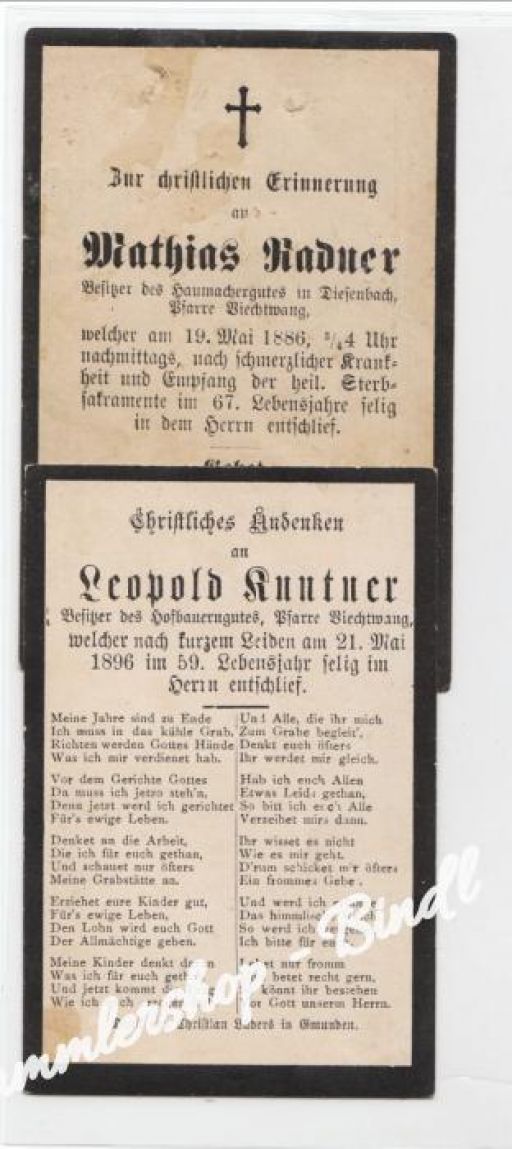 Zur christlichen Erinnerung
an
Mathias Radner
Besitzer des Haumachergutes in Diesenbach,
Pfarre Viechtwang,
welcher am 19. Mai 1886, 3/4 4 Uhr
nachmittags, nach schmerzlicher Krank-
heit und Empfang der heil. Sterb-
sakramente im 67. Lebensjahre selig
in dem Herrn entschlief.
Christliches Andenken
an
Leopold Knntner
Besitzer des Hofbauerngutes, Pfarre Viechtwang,
welcher nach kurzem Leiden am 21. Mai
1896 im 59. Lebensjahr selig im
Herrn entschlief.
Meine Jahre sind zu Ende
Ich muss in das kühle Grab,
Richten werden Gottes Hände
Was ich mir verdienet hab.
Vor dem Gerichte Gottes
Da muss ich jetzo steh'n,
Denn jetzt werd ich gerichtet
Für's ewige Leben.
Denket an die Arbeit,
Die ich für euch gethan,
Und schauet nur öfters
Meine Grabstätte an.
Erziehet eure Kinder gut,
Für's ewige Leben,
Den Lohn wird euch Gott
Der Allmächtige geben.
Meine Kinder denkt daran
Was ich für euch
Und jetzt kommt
Wie ich
Und Alle, die ihr mich
Zum Grabe begleit',
Denkt euch öfters
Ihr werdet mir gleich.
Hab ich euch Allen
Etwas Leids gethan,
So bitt ich euch Alle
Verzeihet mirs dann.
Ihr wisset es nicht
Wie es mir geht.
D'rum schicket mir öfters
Ein frommes Gebet.
Und werd ich
Das
So werd ich
Ich bitte für
Lebet nur fromm
betet recht gern,
könnt ihr bestehen
Vor Gott unserm Herrn.
Christian Läbers in Gmunden.
Sammlershop - Bindl